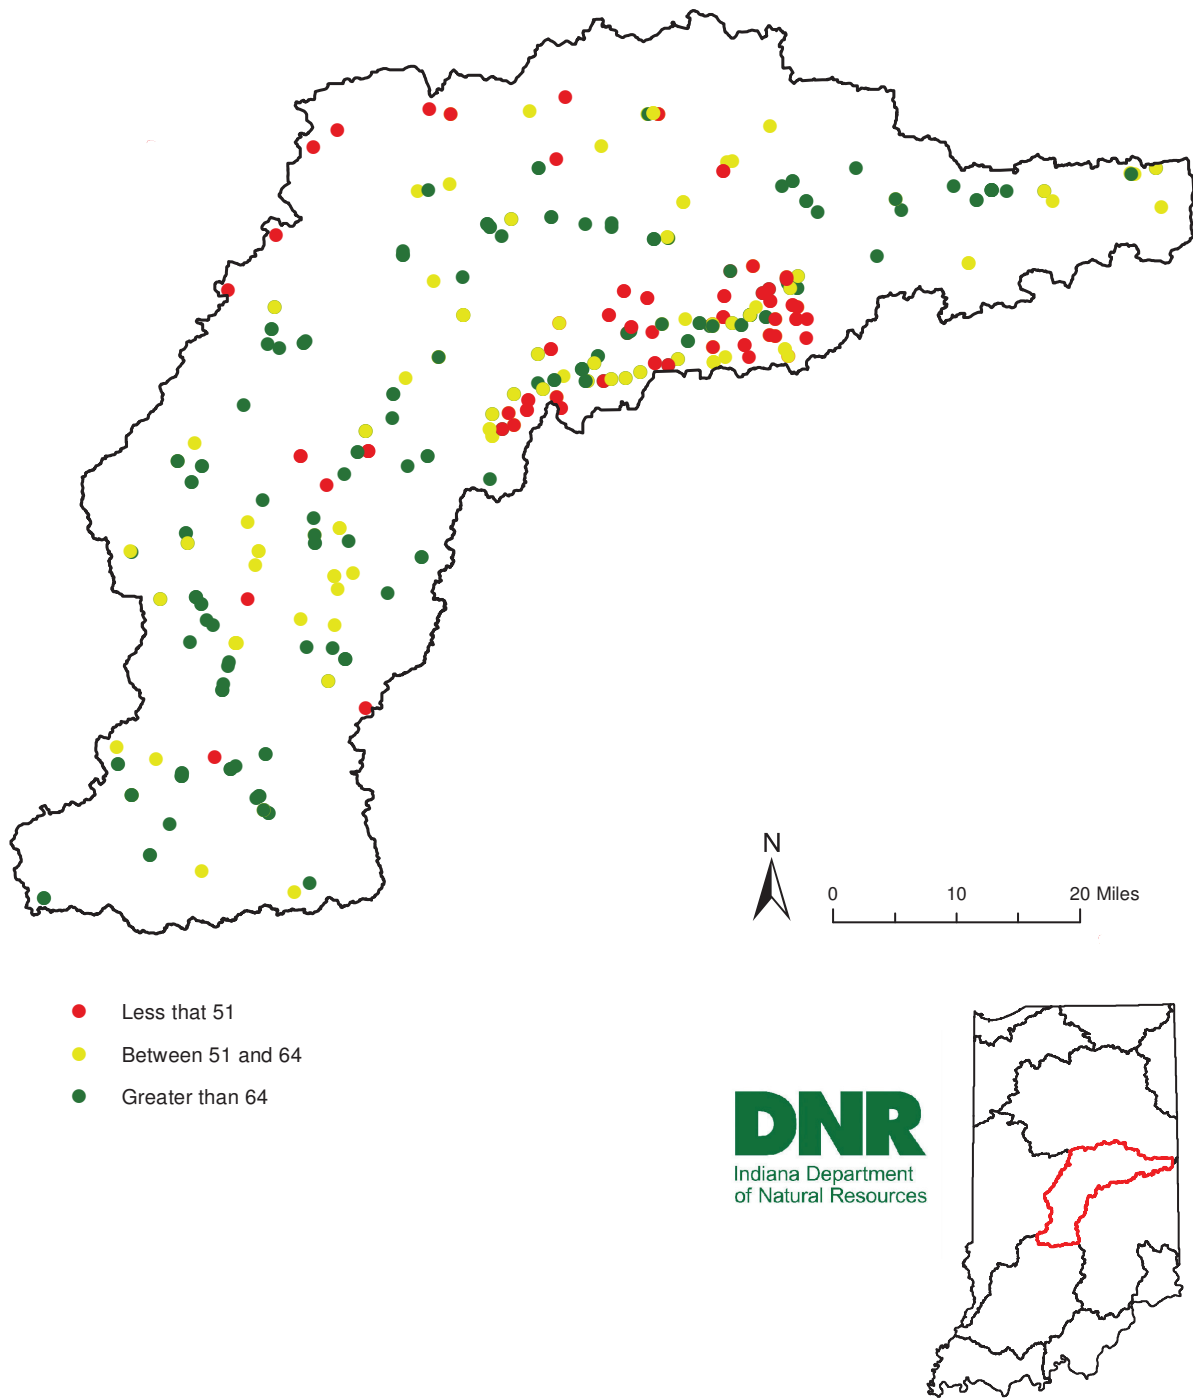 N
0 10 20 Miles
Less that 51
Between 51 and 64
Greater than 64
DNR
Indiana Department
of Natural Resources